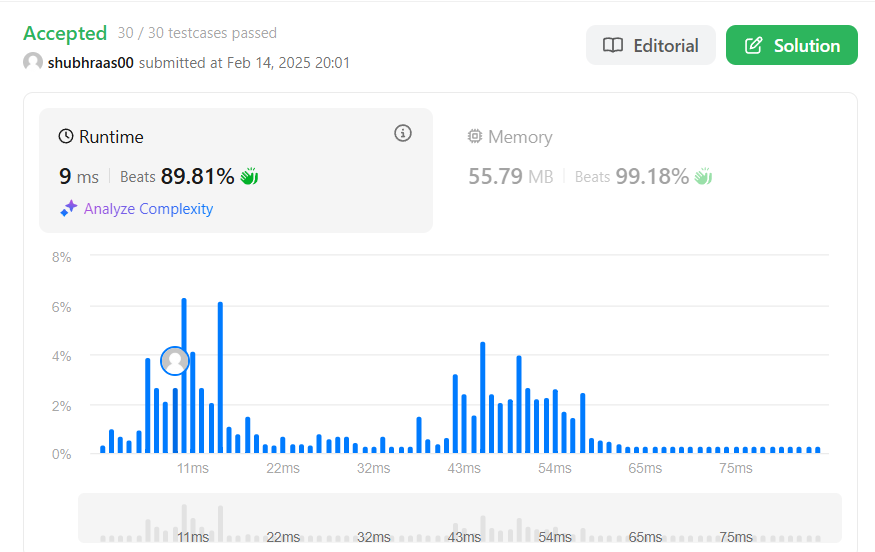 Accepted 30 / 30 testcases passed
Editorial
Solution
shubhraas00 submitted at Feb 14, 2025 20:01
Runtime
9 ms Beats 89.81%
Analyze Complexity
Memory
55.79 MB Beats 99.18%
8%
6%
4%
2%
0%
11ms 22ms 32ms 43ms 54ms 65ms 75ms
11ms 22ms 32ms 43ms 54ms 65ms 75ms